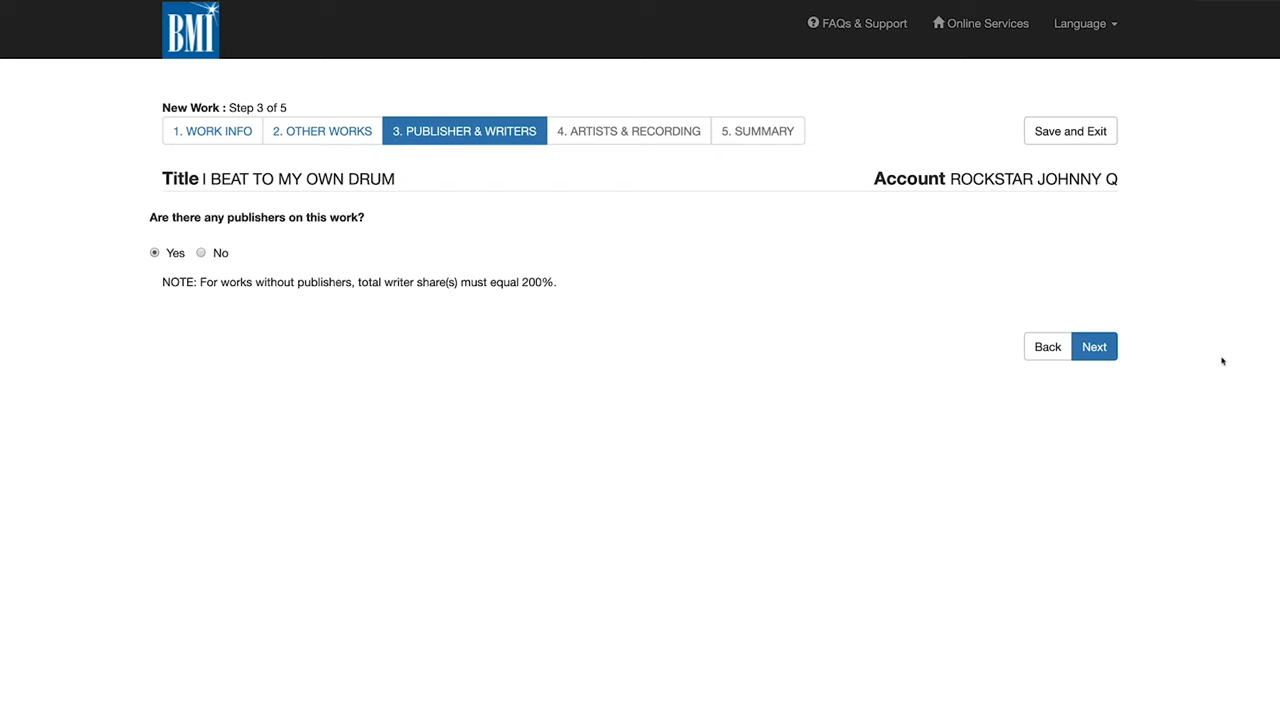 BMI
FAQs & Support
Online Services
Language
New Work : Step 3 of 5
1. WORK INFO
2. OTHER WORKS
3. PUBLISHER & WRITERS
4. ARTISTS & RECORDING
5. SUMMARY
Save and Exit
Title I BEAT TO MY OWN DRUM
Account ROCKSTAR JOHNNY Q
Are there any publishers on this work?
Yes
No
NOTE: For works without publishers, total writer share(s) must equal 200%.
Back
Next